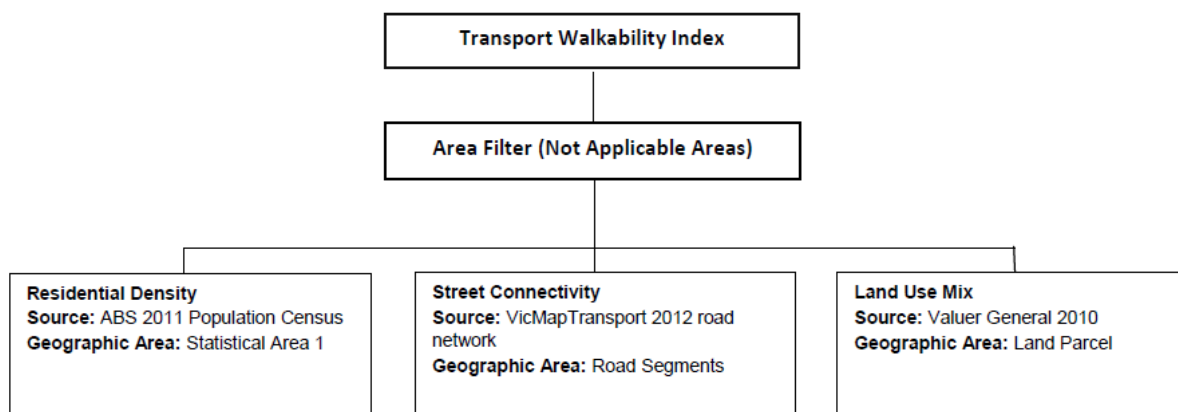 Transport Walkability Index
Area Filter (Not Applicable Areas)
Residential Density
Source: ABS 2011 Population Census
Geographic Area: Statistical Area 1
Street Connectivity
Source: VicMapTransport 2012 road
network
Geographic Area: Road Segments
Land Use Mix
Source: Valuer General 2010
Geographic Area: Land Parcel